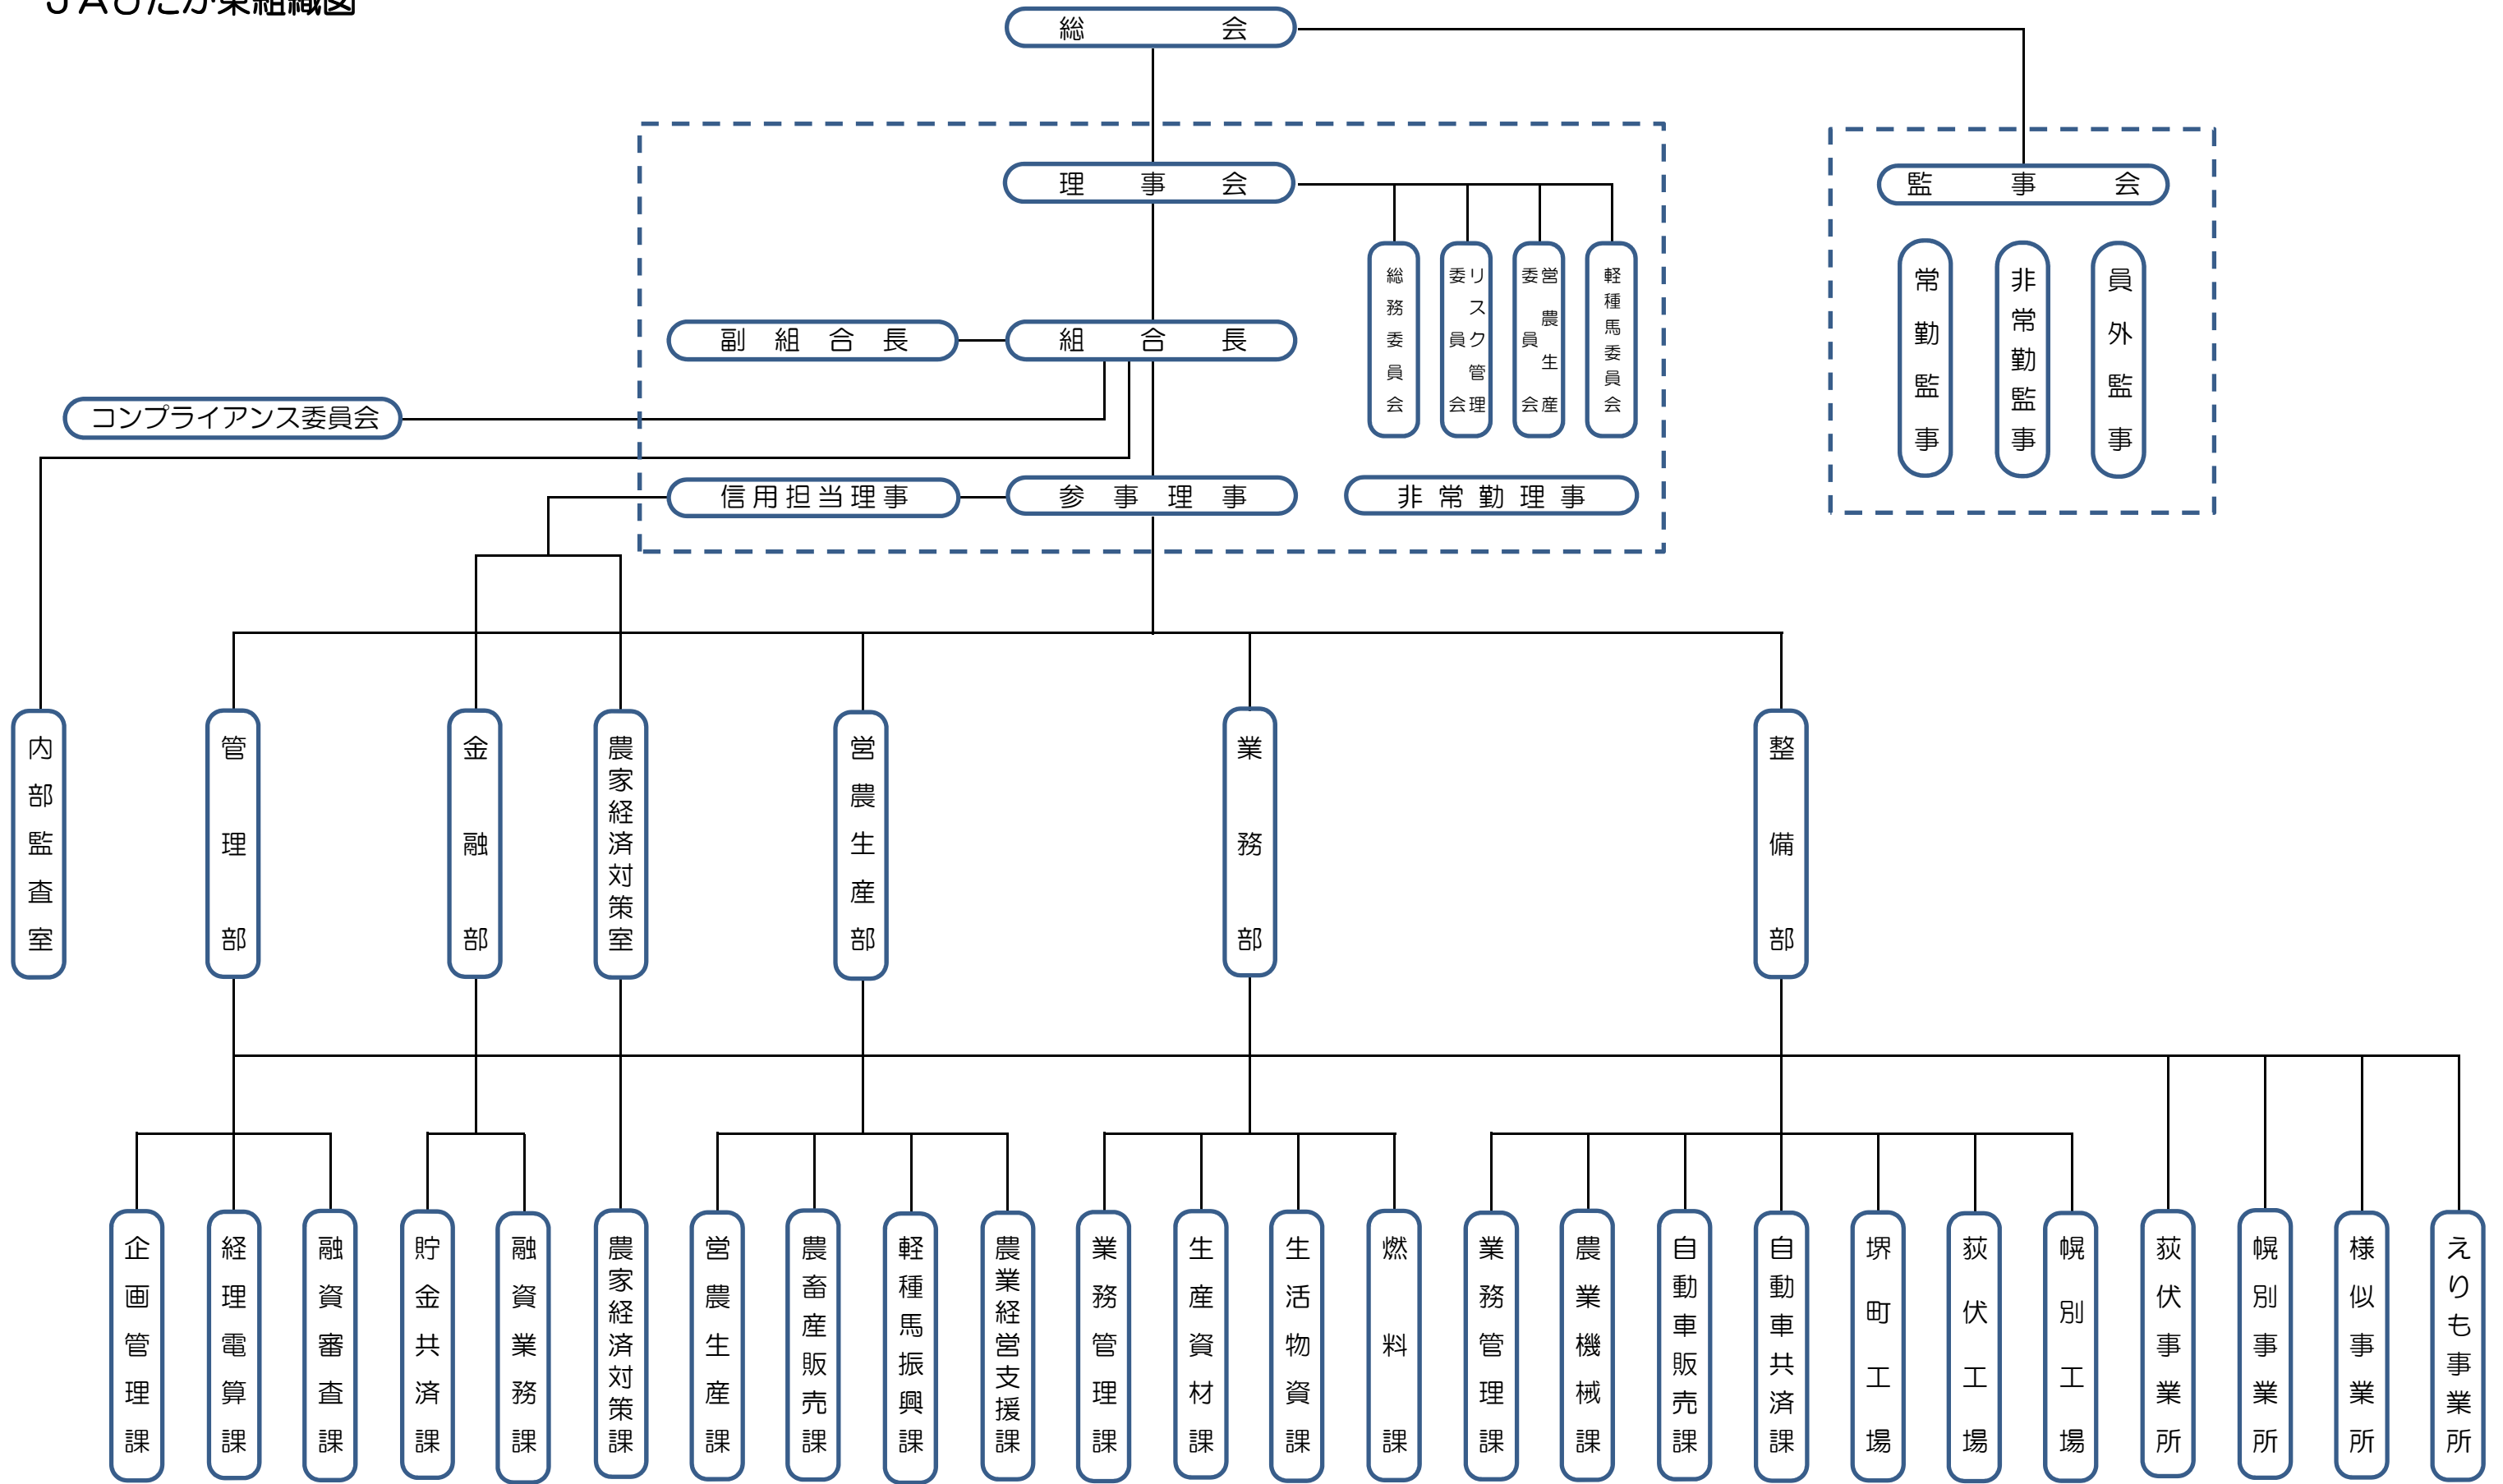 JAひだか東組織図
総会
理事会
監事会
総務委員会
リスク管理委員会
営農生産委員会
軽種馬委員会
常勤監事
非常勤監事
員外監事
副組合長
組合長
コンプライアンス委員会
信用担当理事
参事理事
非常勤理事
内部監査室
管理部
金融部
農家経済対策室
営農生産部
業務部
整備部
企画管理課
経理電算課
融資審査課
貯金共済課
融資業務課
農家経済対策課
営農生産課
農畜産販売課
軽種馬振興課
農業経営支援課
業務管理課
生産資材課
生活物資課
燃料課
業務管理課
農業機械課
自動車販売課
自動車共済課
堺町工場
荻伏工場
幌別工場
荻伏事業所
幌別事業所
様似事業所
えりも事業所